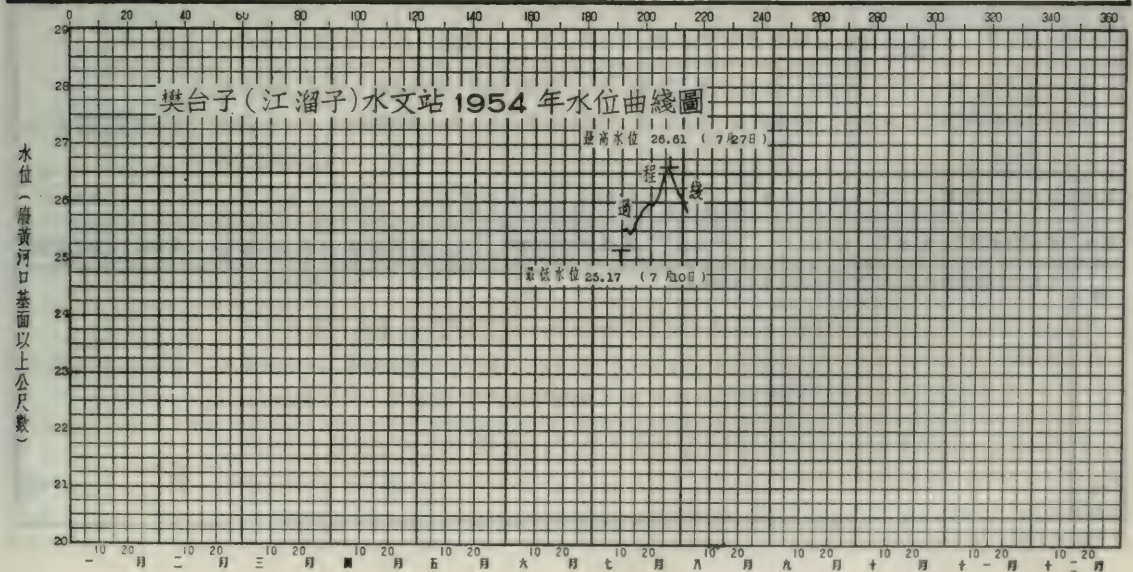 0 20 40 60 80 100 120 140 160 180 200 220 240 260 280 300 320 340 360
29
28
樊台子(江溜子)水文站 1954 年水位曲綫圖
最高水位 26.61 (7月27日)
27
程
綫
26
過
25
最低水位 25.17 (7月10日)
24
23
22
21
20
水位(廢黃河口基面以上公尺數)
10 20 10 20 10 20 10 20 10 20 10 20 10 20 10 20 10 20 10 20 10 20 10 20
一月 二月 三月 四月 五月 六月 七月 八月 九月 十月 十一月 十二月